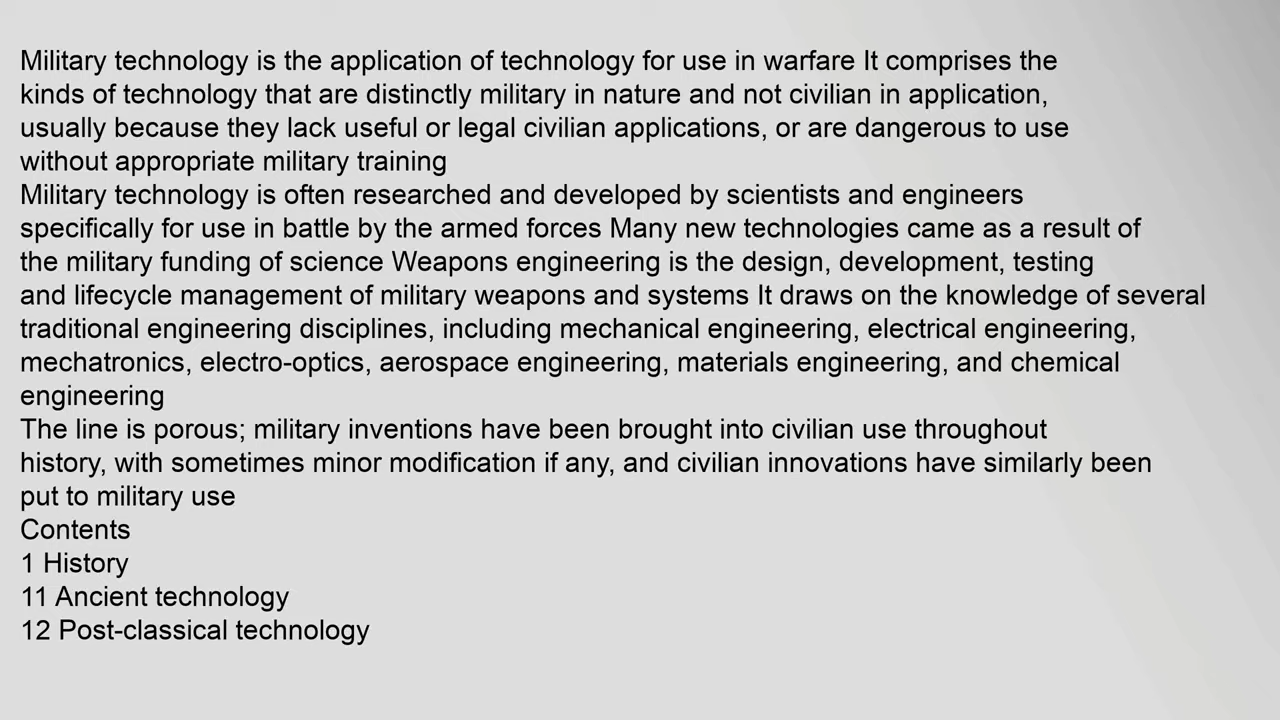 Military technology is the application of technology for use in warfare It comprises the
kinds of technology that are distinctly military in nature and not civilian in application,
usually because they lack useful or legal civilian applications, or are dangerous to use
without appropriate military training
Military technology is often researched and developed by scientists and engineers
specifically for use in battle by the armed forces Many new technologies came as a result of
the military funding of science Weapons engineering is the design, development, testing
and lifecycle management of military weapons and systems It draws on the knowledge of several
traditional engineering disciplines, including mechanical engineering, electrical engineering,
mechatronics, electro-optics, aerospace engineering, materials engineering, and chemical
engineering
The line is porous; military inventions have been brought into civilian use throughout
history, with sometimes minor modification if any, and civilian innovations have similarly been
put to military use
Contents
1 History
11 Ancient technology
12 Post-classical technology